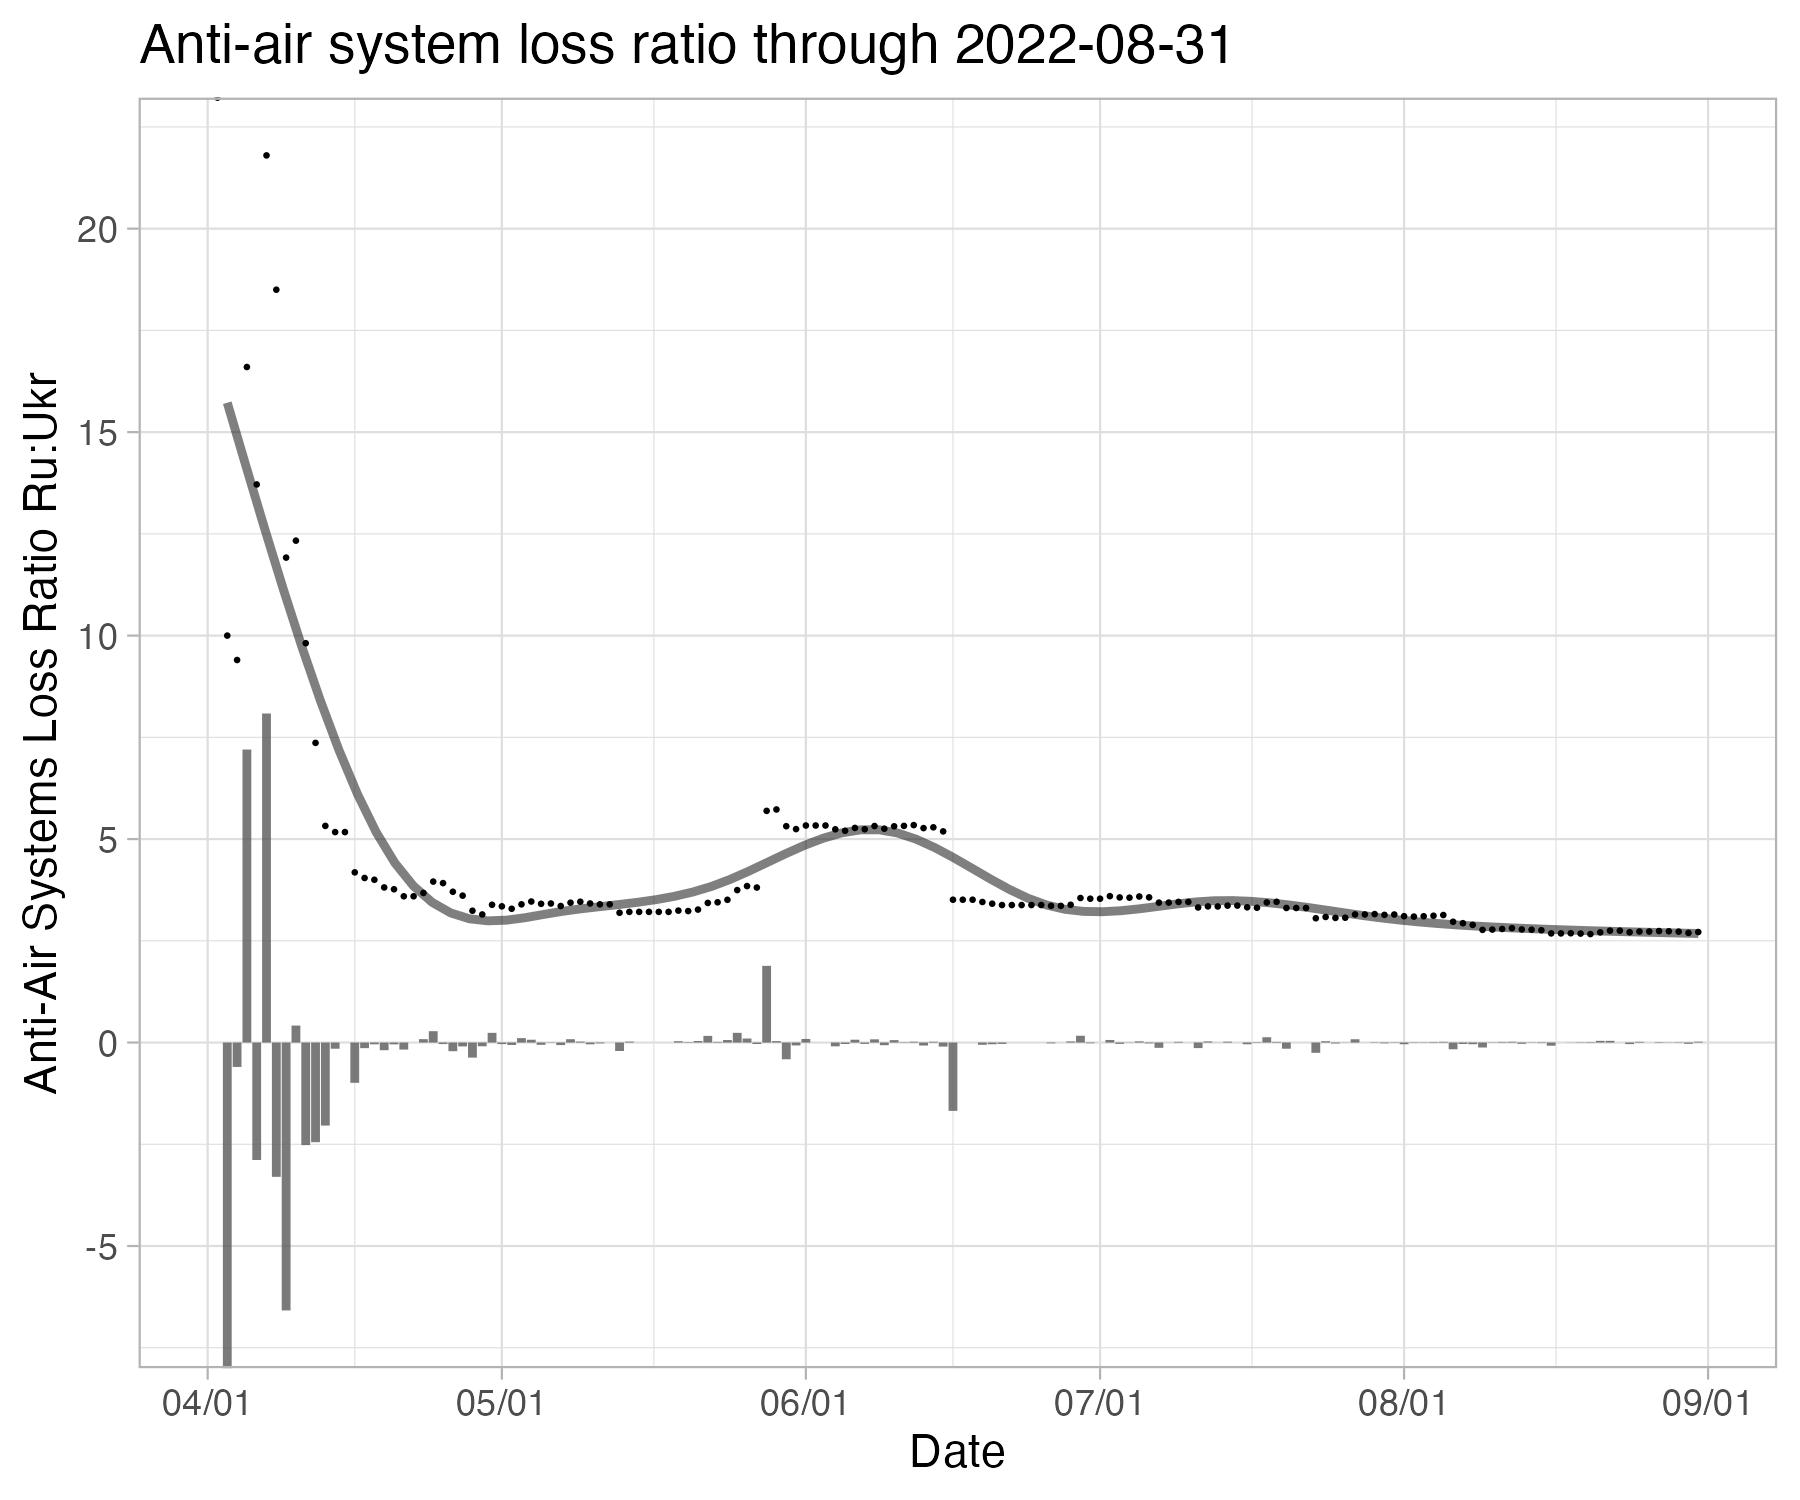 Anti-air system loss ratio through 2022-08-31
Anti-Air Systems Loss Ratio Ru:Ukr
20
15
10
5
0
-5
04/01 05/01 06/01 07/01 08/01 09/01
Date